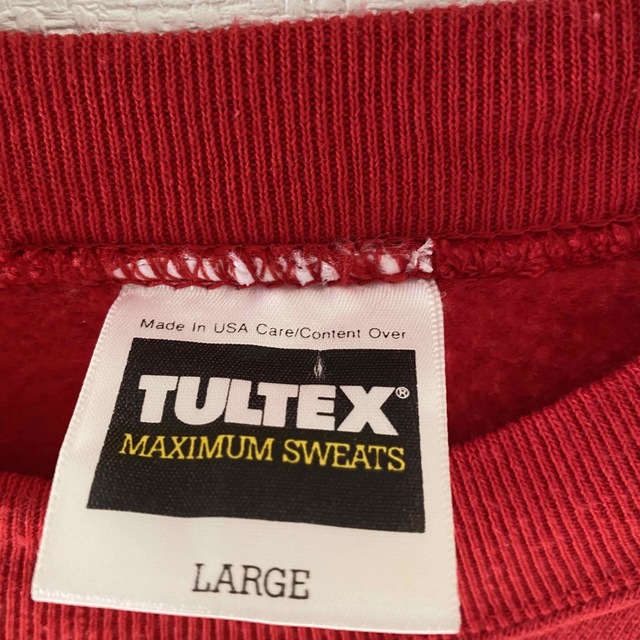 Made In USA Care/Content Over
TULTEX®
MAXIMUM SWEATS
LARGE